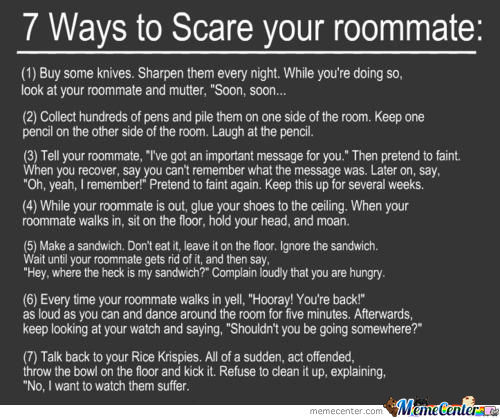 7 Ways to Scare your roommate:
(1) Buy some knives. Sharpen them every night. While you're doing so,
look at your roommate and mutter, "Soon, soon...
(2) Collect hundreds of pens and pile them on one side of the room. Keep one
pencil on the other side of the room. Laugh at the pencil.
(3) Tell your roommate, "I've got an important message for you." Then pretend to faint.
When you recover, say you can't remember what the message was. Later on, say,
"Oh, yeah, I remember!" Pretend to faint again. Keep this up for several weeks.
(4) While your roommate is out, glue your shoes to the ceiling. When your
roommate walks in, sit on the floor, hold your head, and moan.
(5) Make a sandwich. Don't eat it, leave it on the floor. Ignore the sandwich.
Wait until your roommate gets rid of it, and then say,
"Hey, where the heck is my sandwich?" Complain loudly that you are hungry.
(6) Every time your roommate walks in yell, "Hooray! You're back!"
as loud as you can and dance around the room for five minutes. Afterwards,
keep looking at your watch and saying, "Shouldn't you be going somewhere?"
(7) Talk back to your Rice Krispies. All of a sudden, act offended,
throw the bowl on the floor and kick it. Refuse to clean it up, explaining,
"No, I want to watch them suffer.
memecenter.com MemeCenter